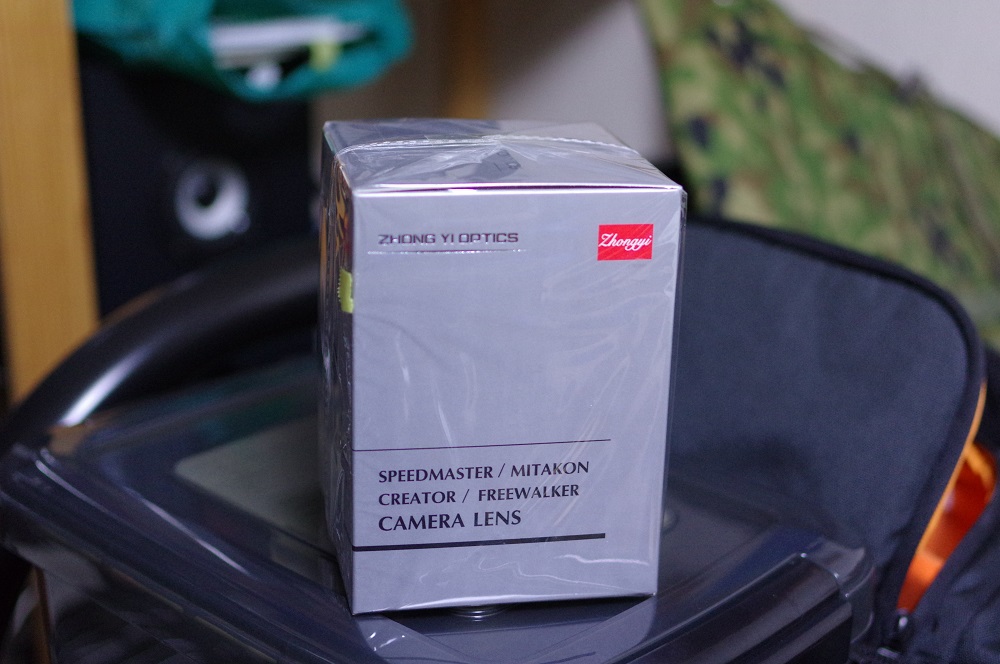 ZHONG YI OPTICS
Zhongyi
SPEEDMASTER / MITAKON
CREATOR / FREEWALKER
CAMERA LENS